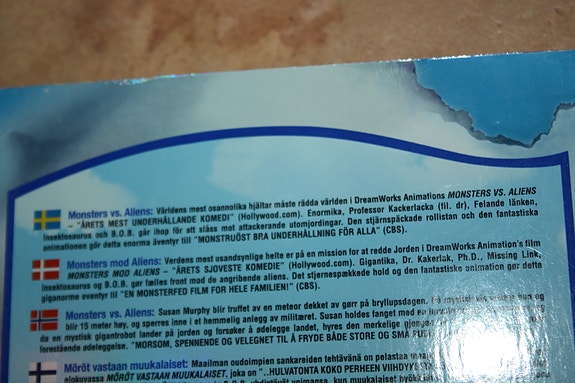 Monsters vs. Aliens: Världens mest osannolika hjältar måste rädda världen i DreamWorks Animations MONSTERS VS. ALIENS
– "ÅRETS MEST UNDERHÅLLANDE KOMEDI" (Hollywood.com). Enormika, Professor Kackerlacka (fil. dr), Felande länken,
Insektosaurus och B.O.B. går ihop för att slåss mot attackerande utomjordingar. Den stjärnspäckade rollistan och den fantastiska
animationen gör detta enorma äventyr till "MONSTRUÖST BRA UNDERHÅLLNING FÖR ALLA" (CBS).
Monsters mod Aliens: Verdens mest usandsynlige helte er på en mission for at redde Jorden i DreamWorks Animation's film
MONSTERS MOD ALIENS – "ÅRETS SJOVESTE KOMEDIE" (Hollywood.com). Gigantika, Dr. Kakerlak, Ph.D., Missing Link,
Insektosaurus og B.O.B. går fælles front mod de angribende aliens. Det stjernespækkede hold og den fantastiske animation gør dette
giganorme eventyr til "EN MONSTERFED FILM FOR HELE FAMILIEN!" (CBS).
Monsters vs. Aliens: Susan Murphy blir truffet av en meteor dekket av gørr på bryllupsdagen. På mystisk vis
blir 15 meter høy, og sperres inne i et hemmelig anlegg av militæret. Susan holdes fanget med en
da en mystisk gigantrobot lander på jorden og forsøker å ødelegge landet, hyres den merkelige gjengen
forestående ødeleggelse. "MORSOM, SPENNENDE OG VELEGNET TIL Å FRYDE BÅDE STORE OG SMÅ
Möröt vastaan muukalaiset: Maailman oudoimpien sankareiden tehtävänä on pelastaa
elokuvassa MÖRÖT VASTAAN MUUKALAISET, joka on "..HULVATONTA KOKO PERHEEN